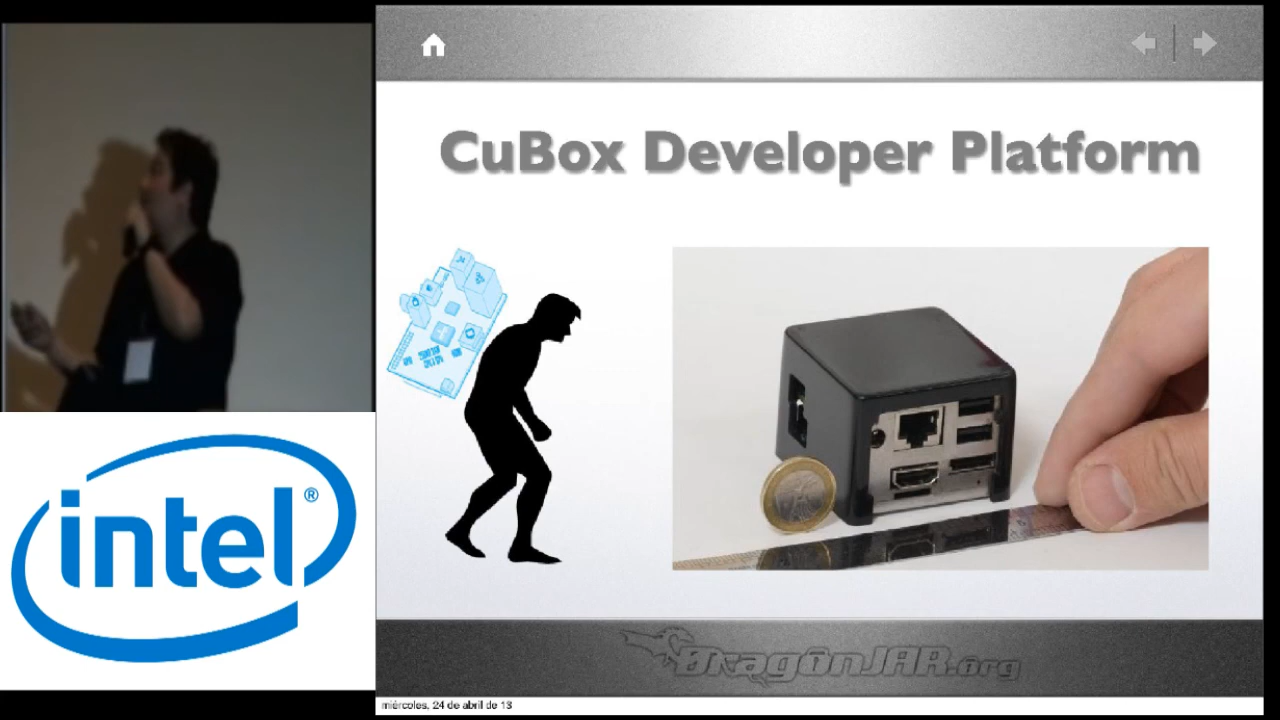 CuBox Developer Platform
intel®
DragonJAR.org
miércoles, 24 de abril de 13